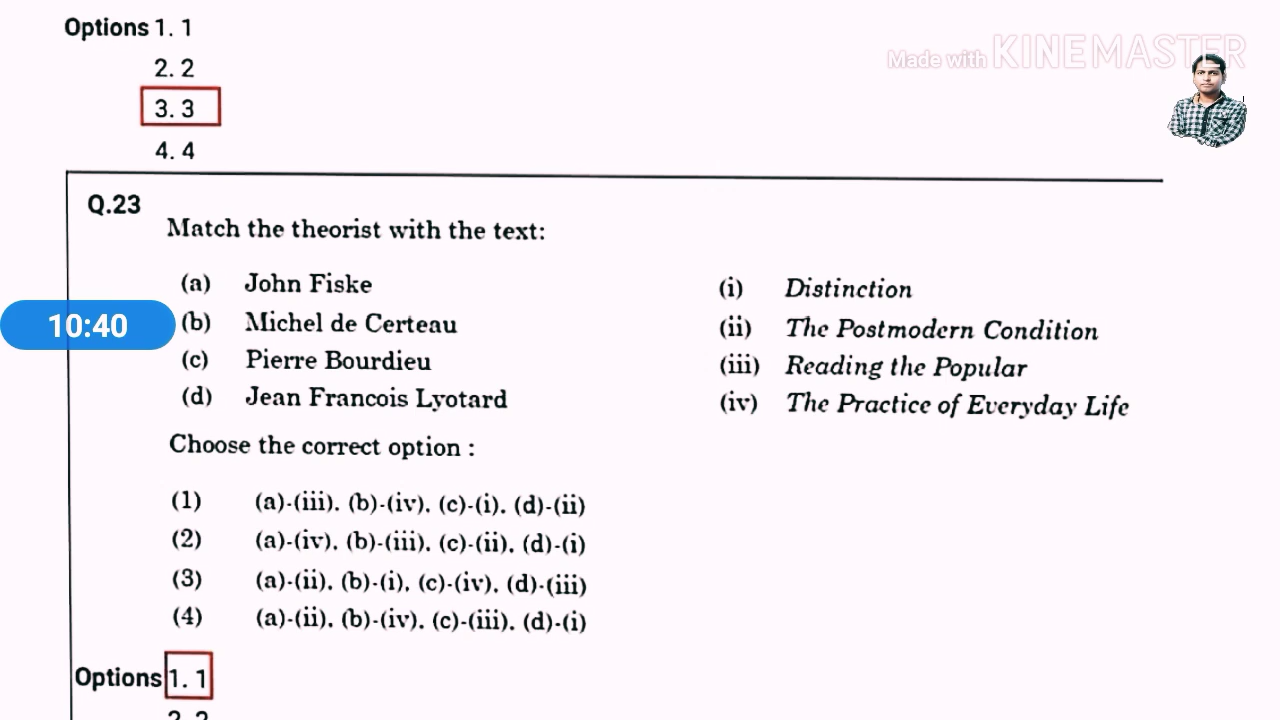 Options 1. 1
Made with KINEMASTER
2. 2
3. 3
4. 4
Q.23
Match the theorist with the text:
(a) John Fiske (i) Distinction
10:40 (b) Michel de Certeau (ii) The Postmodern Condition
(c) Pierre Bourdieu (iii) Reading the Popular
(d) Jean Francois Lyotard (iv) The Practice of Everyday Life
Choose the correct option :
(1) (a)-(iii). (b)-(iv). (c)-(i). (d)-(ii)
(2) (a)-(iv). (b)-(iii). (c)-(ii). (d)-(i)
(3) (a)-(ii). (b)-(i). (c)-(iv). (d)-(iii)
(4) (a)-(ii). (b)-(iv). (c)-(iii). (d)-(i)
Options 1. 1
2. 2